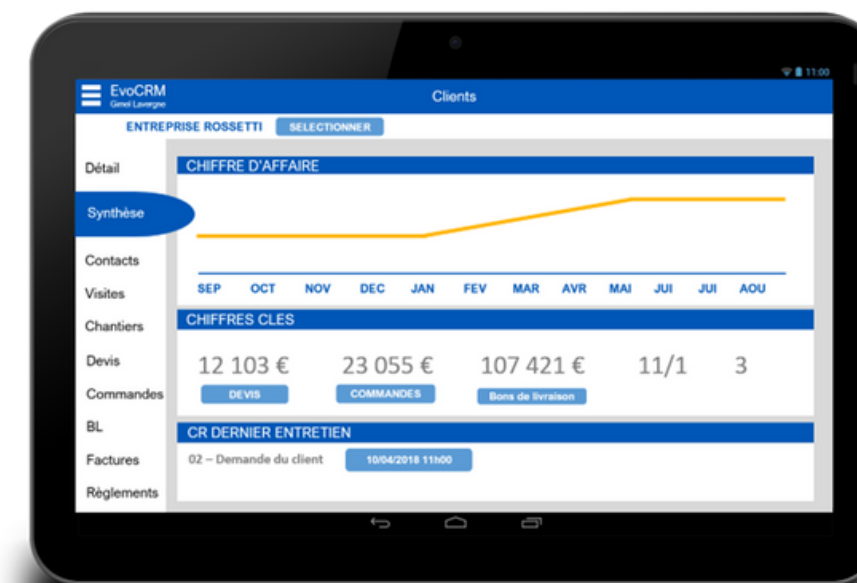 11:00
EvoCRM
Clients
Gimel Lavergne
ENTREPRISE ROSSETTI SELECTIONNER
Détail
CHIFFRE D'AFFAIRE
Synthèse
Contacts
SEP OCT NOV DEC JAN FEV MAR AVR MAI JUI JUI AOU
Visites
Chantiers
CHIFFRES CLES
Devis
12 103 € 23 055 € 107 421 € 11/1 3
Commandes
DEVIS COMMANDES Bons de livraison
BL
CR DERNIER ENTRETIEN
Factures
02 – Demande du client 10/04/2018 11h00
Règlements